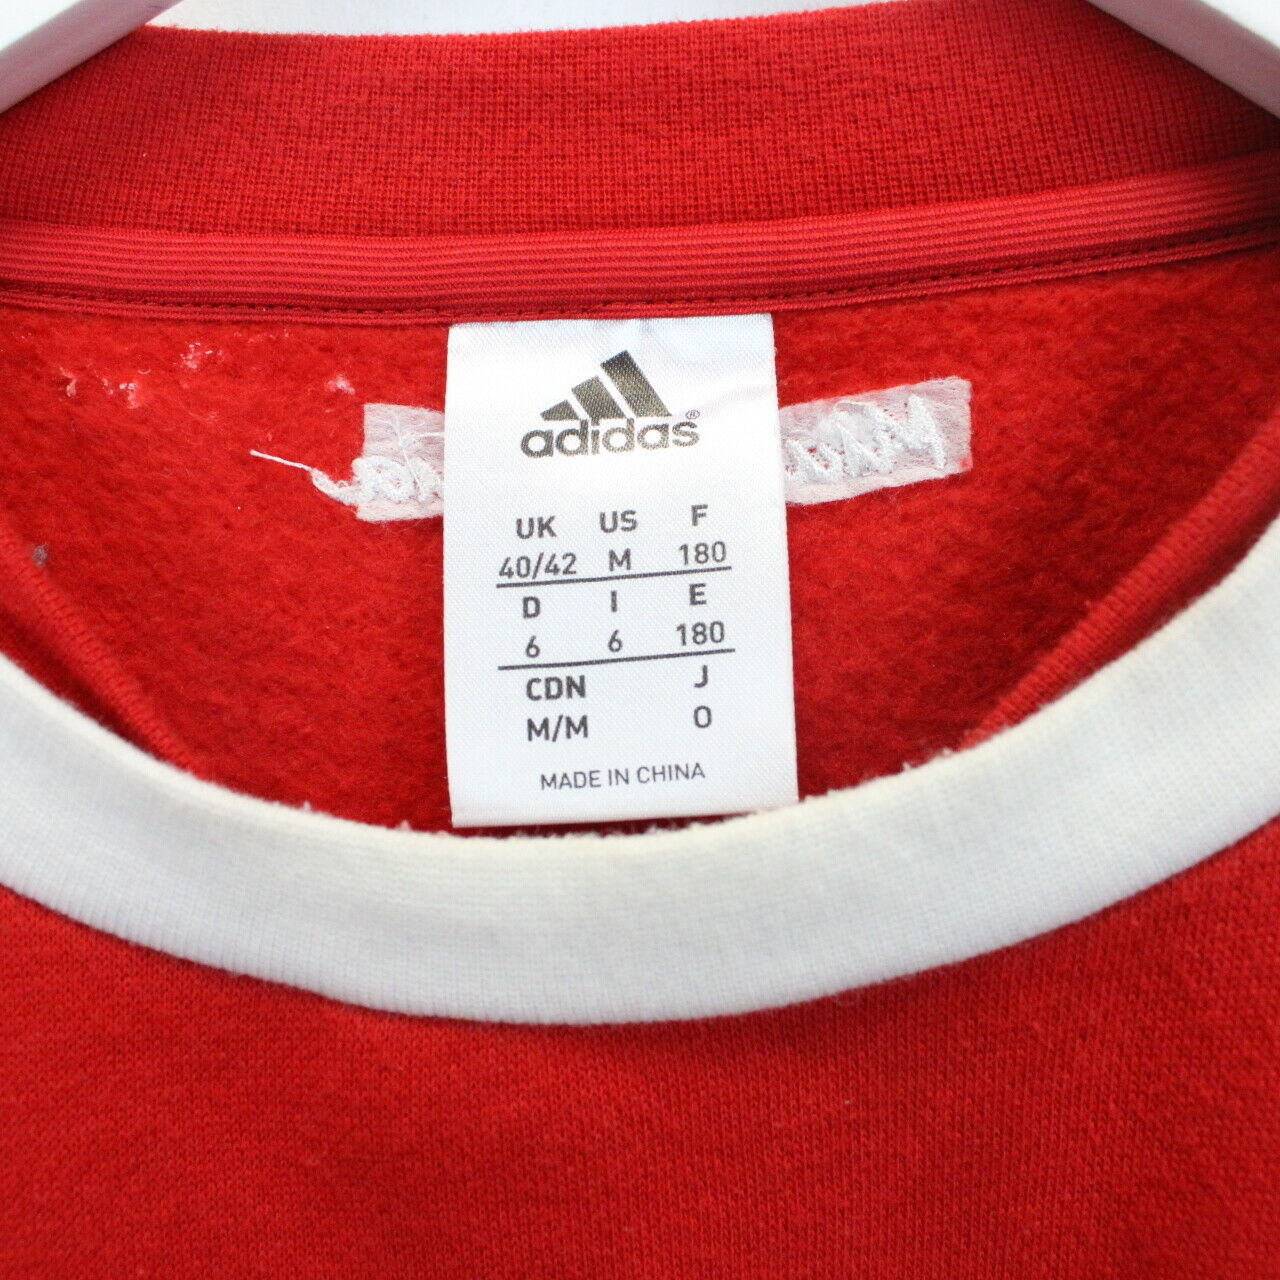 adidas®
UK US F
40/42 M 180
D I E
6 6 180
CDN J
M/M O
MADE IN CHINA